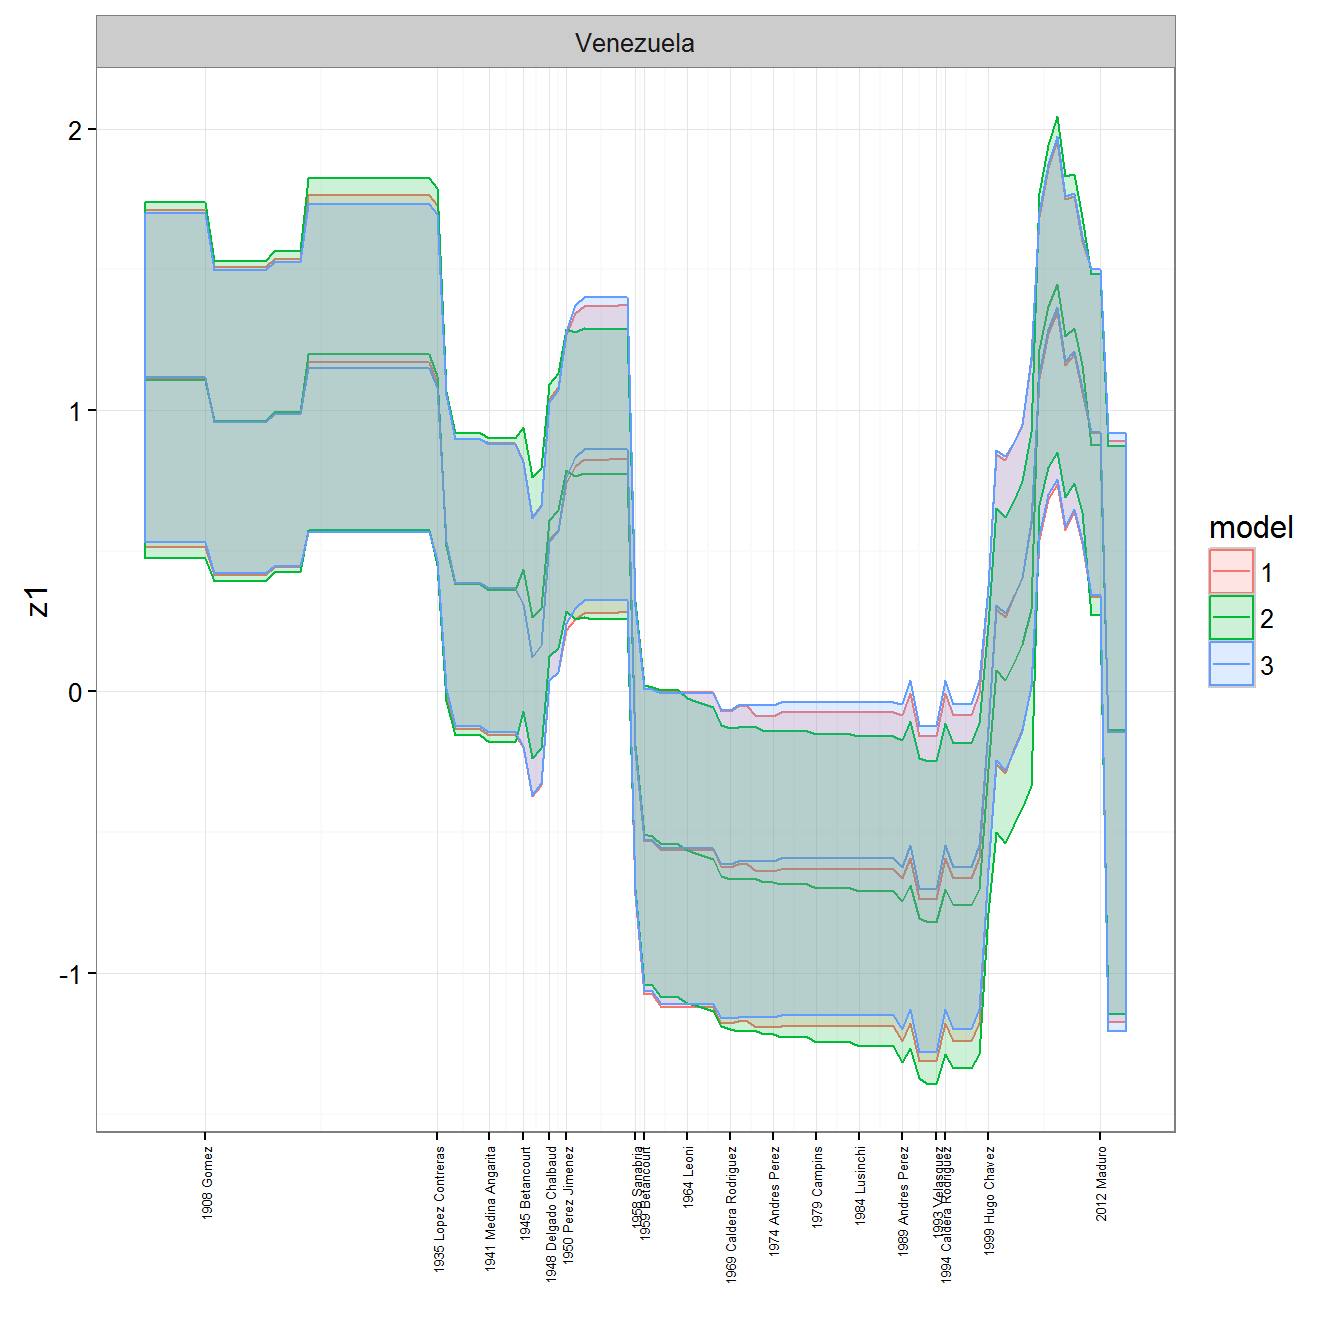 Venezuela
2
1
0
-1
z1
model
1
2
3
1908 Gomez
1935 Lopez Contreras
1941 Medina Angarita
1945 Betancourt
1948 Delgado Chalbaud
1950 Perez Jimenez
1958 Sanabria
1959 Betancourt
1964 Leoni
1969 Caldera Rodriguez
1974 Andres Perez
1979 Campins
1984 Lusinchi
1989 Andres Perez
1993 Velasquez
1994 Caldera Rodriguez
1999 Hugo Chavez
2012 Maduro